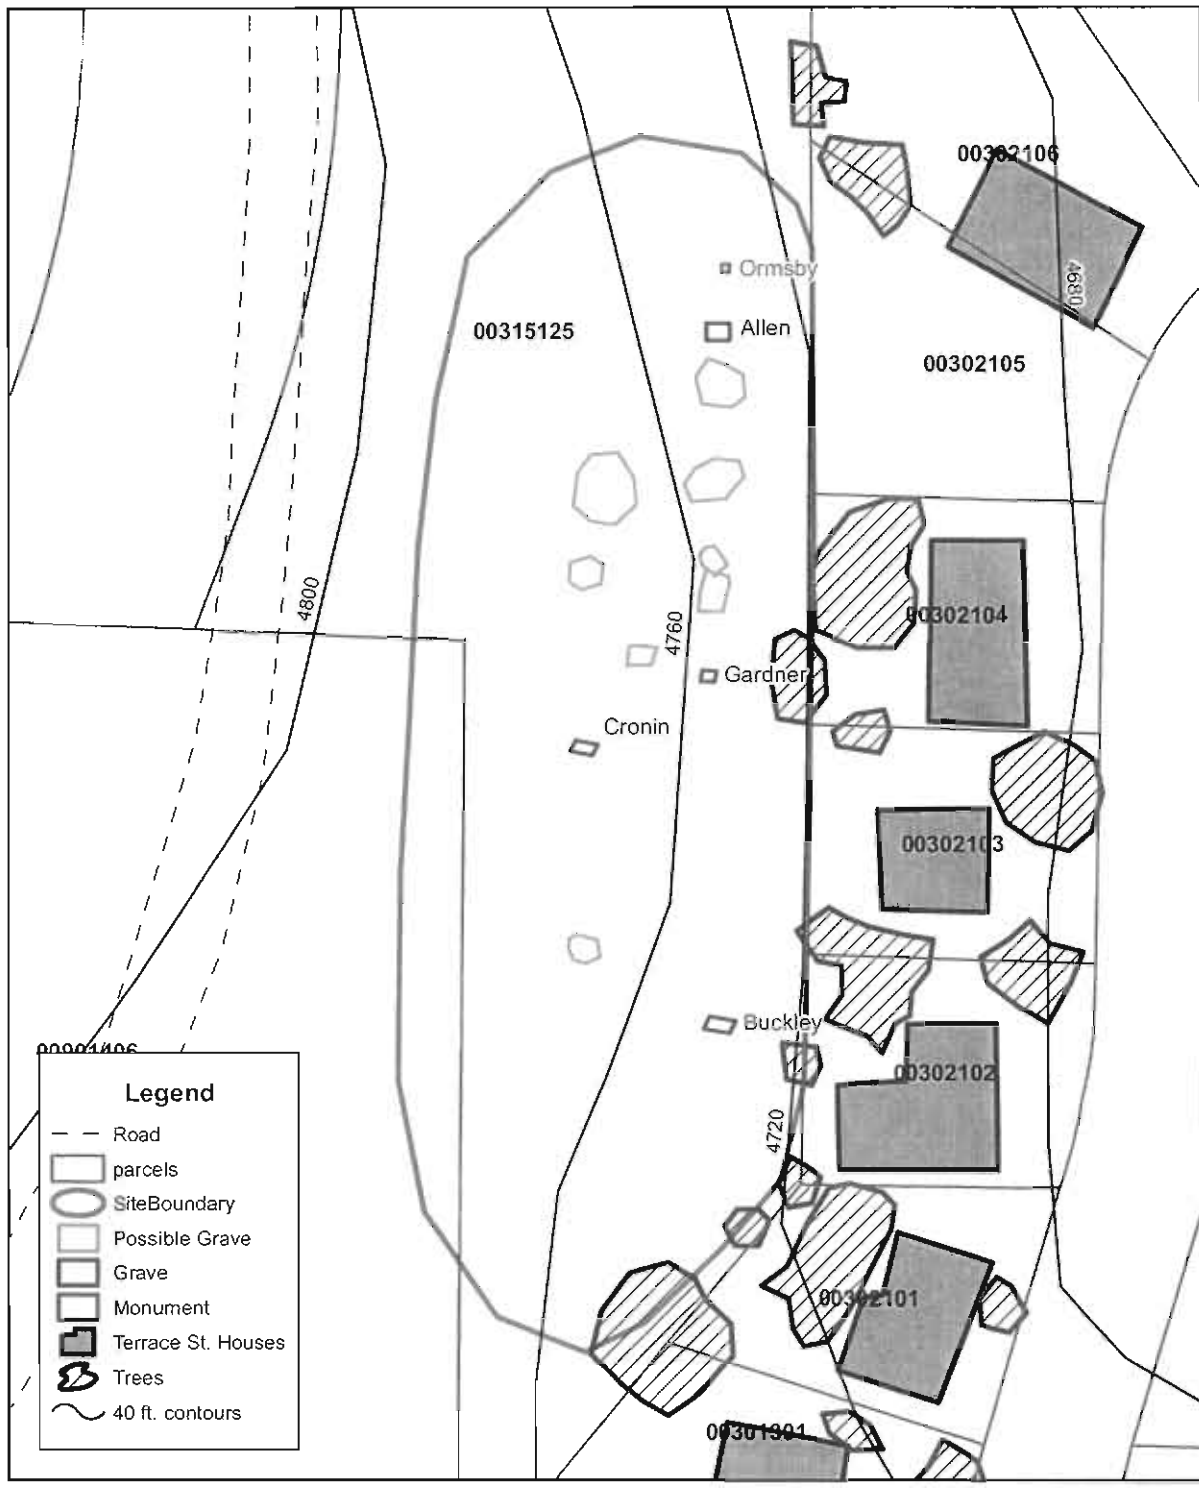 00302106
Ormsby
4680
Allen
00315125
00302105
4800
00302104
4760
Gardner
Cronin
00302103
Buckley
00901406
00302102
4720
Legend
Road
parcels
SiteBoundary
Possible Grave
Grave
Monument
Terrace St. Houses
Trees
40 ft. contours
00302101
00301301